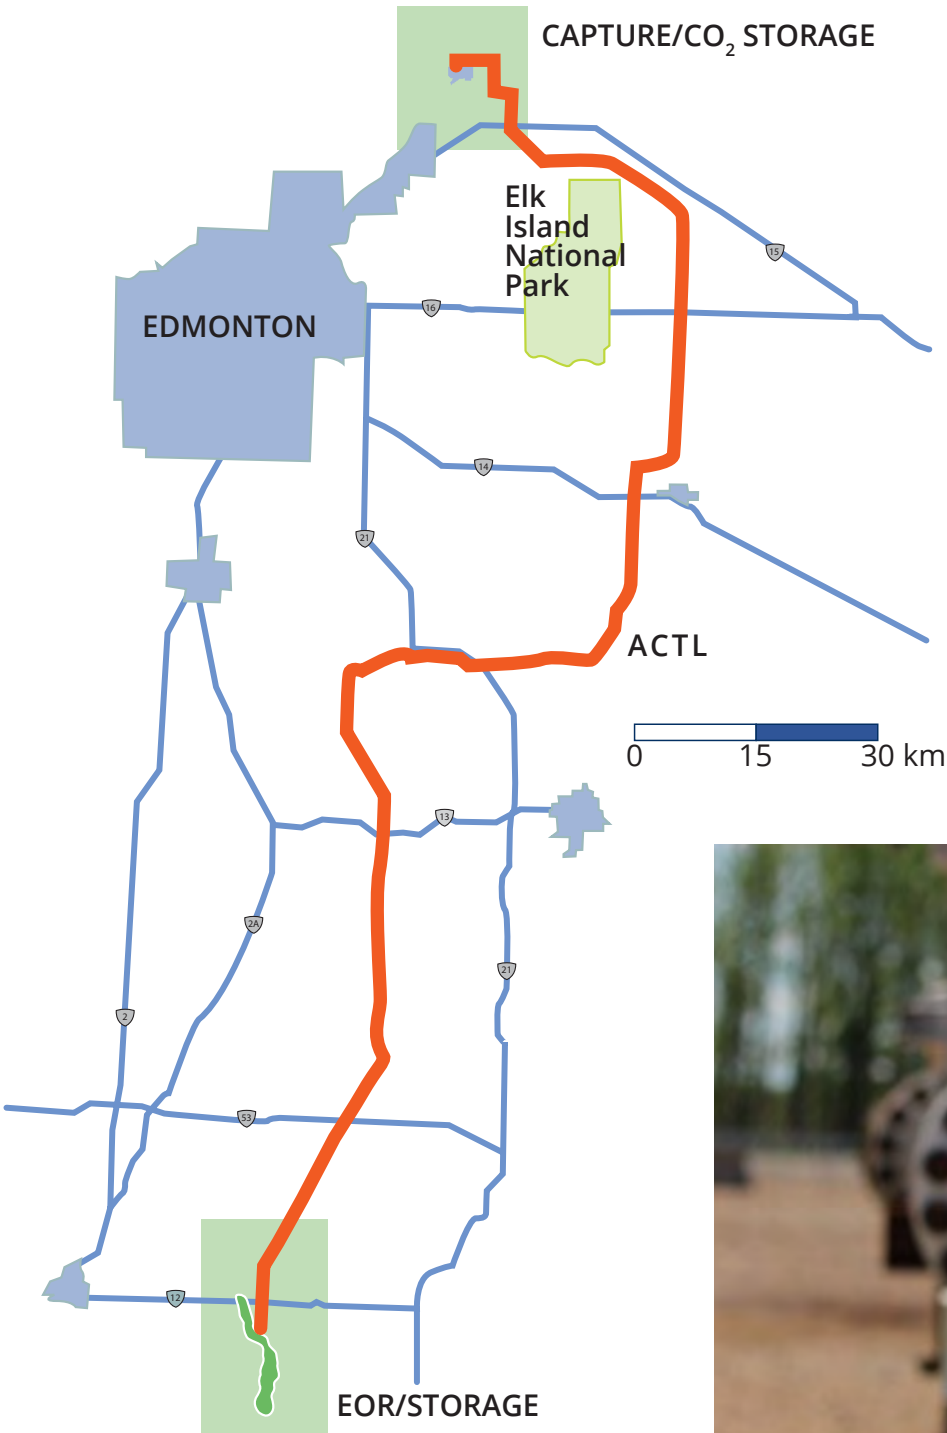 CAPTURE/CO₂ STORAGE
Elk
Island
National
Park
15
16
EDMONTON
14
21
ACTL
0 15 30 km
13
2A
21
2
53
12
EOR/STORAGE